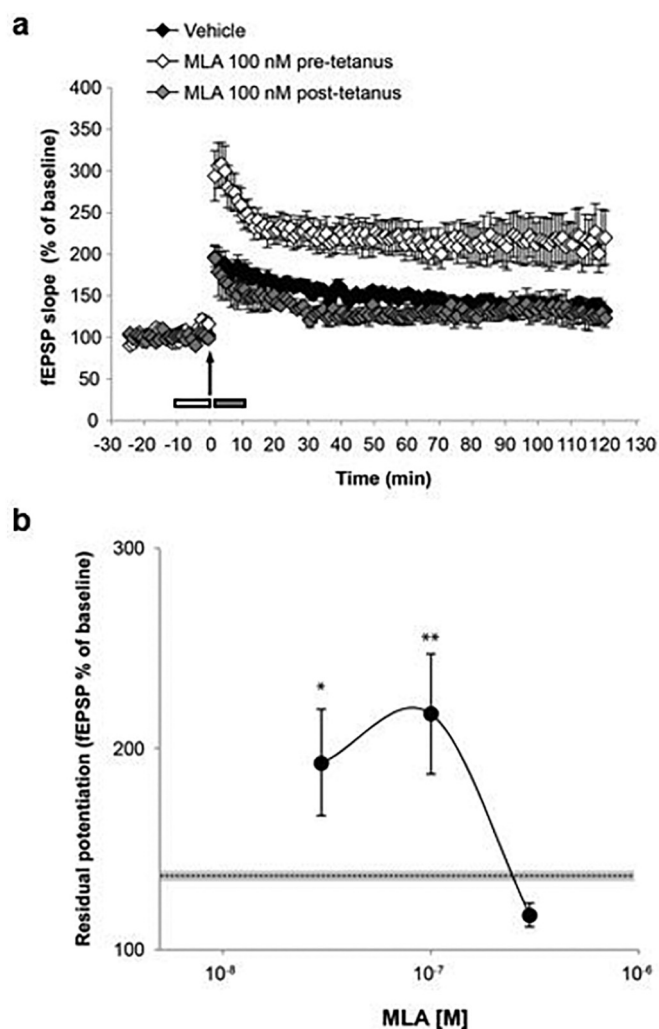 a
Vehicle
MLA 100 nM pre-tetanus
MLA 100 nM post-tetanus
fEPSP slope (% of baseline)
400
350
300
250
200
150
100
50
0
-30 -20 -10 0 10 20 30 40 50 60 70 80 90 100 110 120 130
Time (min)
b
Residual potentiation (fEPSP % of baseline)
300
*
**
200
100
10-8 10-7 10-6
MLA [M]